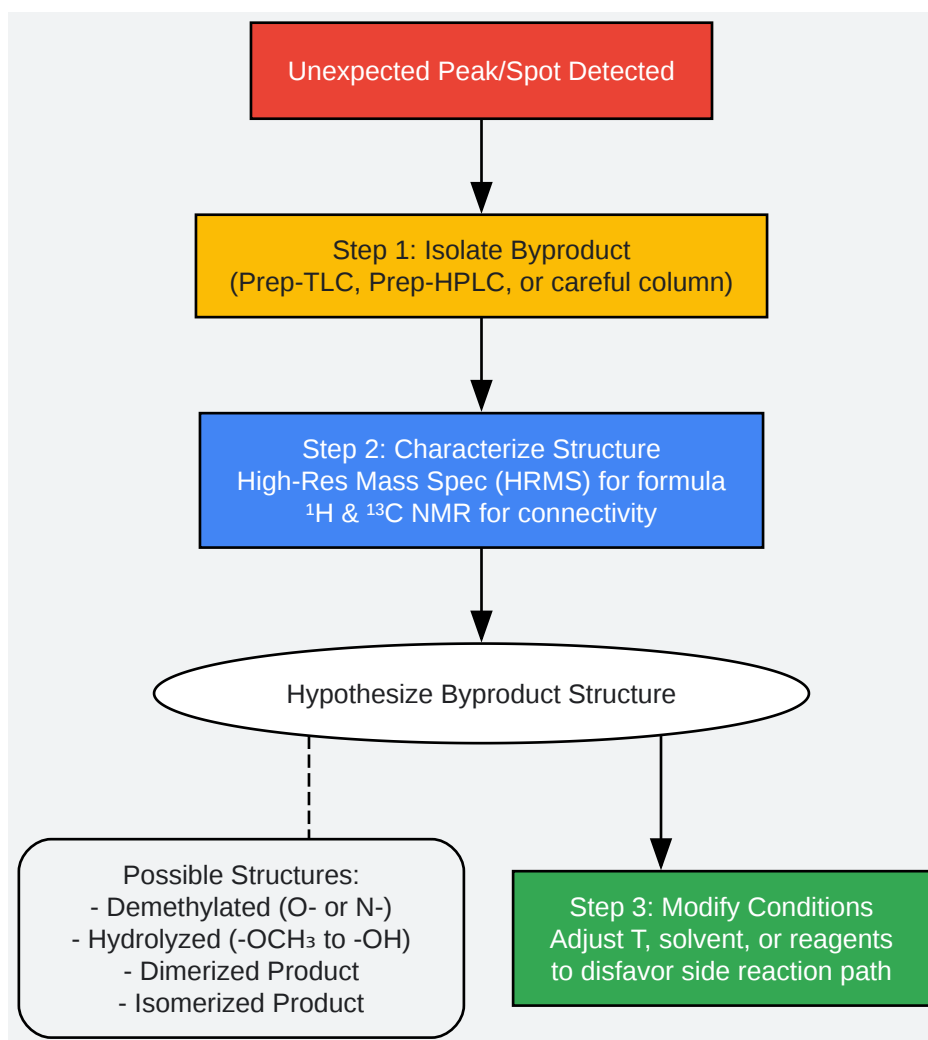 Unexpected Peak/Spot Detected
Step 1: Isolate Byproduct
(Prep-TLC, Prep-HPLC, or careful column)
Step 2: Characterize Structure
High-Res Mass Spec (HRMS) for formula
¹H & ¹³C NMR for connectivity
Hypothesize Byproduct Structure
Possible Structures:
- Demethylated (O- or N-)
- Hydrolyzed (-OCH₃ to -OH)
- Dimerized Product
- Isomerized Product
Step 3: Modify Conditions
Adjust T, solvent, or reagents
to disfavor side reaction path